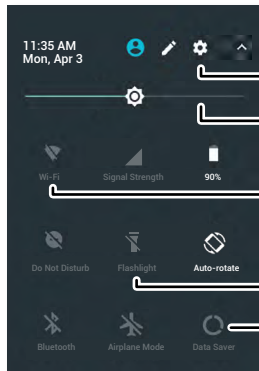 11:35 AM
Mon, Apr 3
Wi-Fi
Signal Strength
90%
Do Not Disturb
Flashlight
Auto-rotate
Bluetooth
Airplane Mode
Data Saver